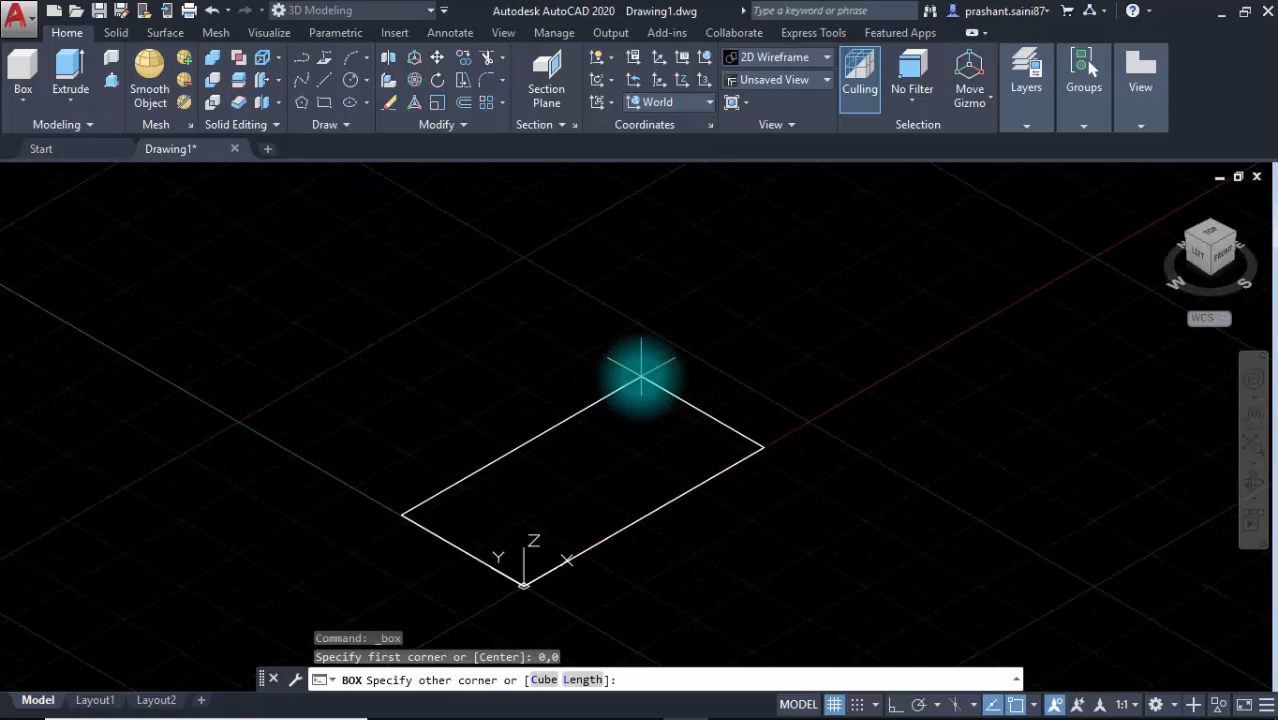 3D Modeling
Autodesk AutoCAD 2020 Drawing1.dwg
Type a keyword or phrase
prashant.saini87
Home Solid Surface Mesh Visualize Parametric Insert Annotate View Manage Output Add-ins Collaborate Express Tools Featured Apps
2D Wireframe
Unsaved View
World
Box Extrude Smooth Object Section Plane Culling No Filter Move Gizmo Layers Groups View
Modeling Mesh Solid Editing Draw Modify Section Coordinates View Selection
Start Drawing1*
TOP
LEFT
FRONT
W
S
WCS
Z
Y
X
Command: _box
Specify first corner or [Center]: 0,0
BOX Specify other corner or [Cube Length]:
Model Layout1 Layout2
MODEL
1:1